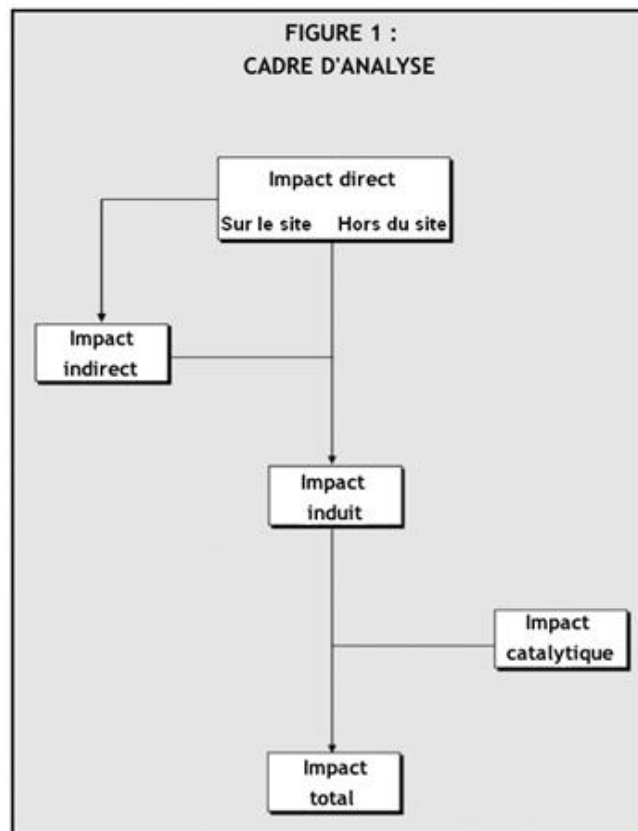 FIGURE 1 :
CADRE D'ANALYSE
Impact direct
Sur le site Hors du site
Impact
indirect
Impact
induit
Impact
catalytique
Impact
total